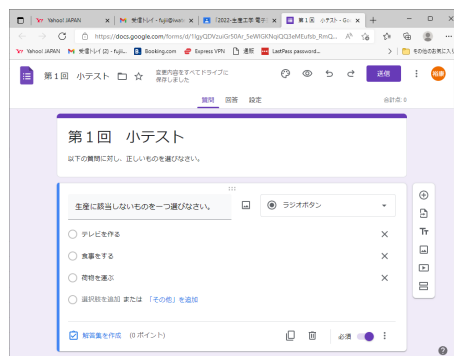 Yahoo! JAPAN
受信トレイ - fuji@iwan
(2022-生産工学 電子
第１回　小テスト - Go
https://docs.google.com/forms/d/1kjyQDVzuiGr50Ar_SeWIGKNqiQQ3eMEufsb_RmQ...
Yahoo! JAPAN
受信トレイ (2) - fuji...
Booking.com
Express VPN
通販
LastPass password...
その他のお気に入り
第１回　小テスト
変更内容をすべてドライブに
保存しました
送信
裕康
質問
回答
設定
合計点: 0
第１回　小テスト
以下の質問に対し、正しいものを選びなさい。
生産に該当しないものを一つ選びなさい。
ラジオボタン
テレビを作る
食事をする
荷物を運ぶ
選択肢を追加 または 「その他」を追加
解答集を作成 (0 ポイント)
必須